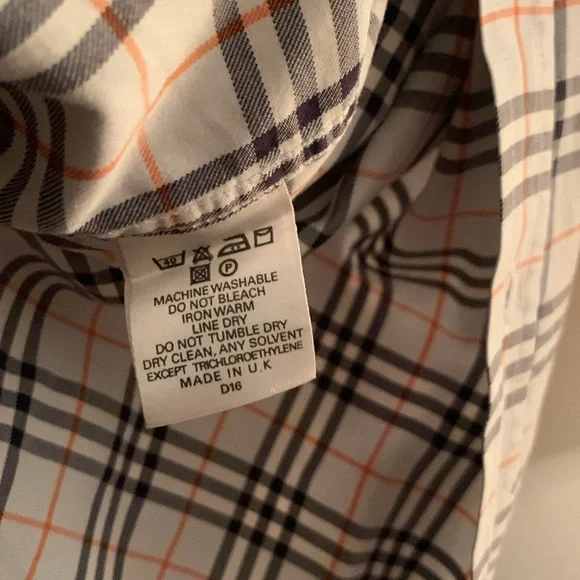 40
P
MACHINE WASHABLE
DO NOT BLEACH
IRON WARM
LINE DRY
DO NOT TUMBLE DRY
DRY CLEAN, ANY SOLVENT
EXCEPT TRICHLOROETHYLENE
MADE IN U.K
D16